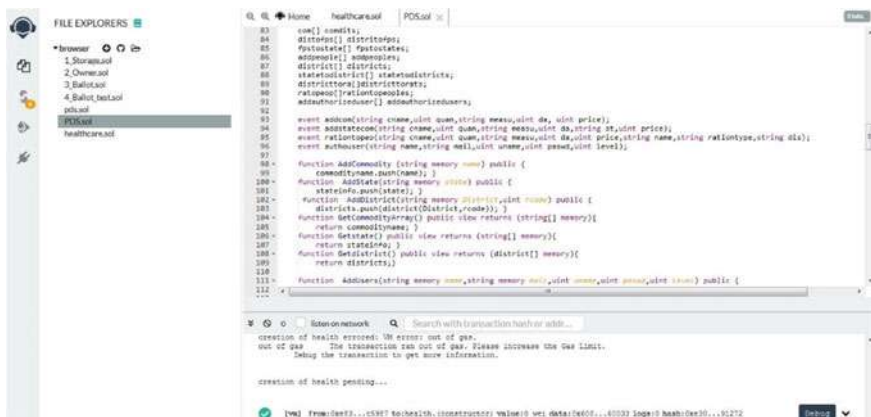 FILE EXPLORERS
browser
1_Storage.sol
2_Owner.sol
3_Ballot.sol
4_Ballot_test.sol
pds.sol
PDS.sol
healthcare.sol
Home healthcare.sol PDS.sol
83 com[] comdits;
84 distofps[] distritofps;
85 fpstostate[] fpstostates;
86 addpeople[] addpeoples;
87 district[] districts;
88 statetodistrict[] statetodistricts;
89 districttora[]districttorats;
90 ratopeop[]rationtopeoples;
91 addauthorizeduser[] addauthorizedusers;
92
93 event addcom(string cname,uint quan,string measu,uint da, uint price);
94 event addstatecom(string cname,uint quan,string measu,uint da,string st,uint price);
95 event rationtopeo(string cname,uint quan,string measu,uint da,uint price,string name,string rationtype,string dis);
96 event authouser(string name,string mail,uint uname,uint passwd,uint level);
97
98 function AddCommodity (string memory name) public {
99 commodityname.push(name); }
100 function AddState(string memory state) public {
101 stateinfo.push(state); }
102 function AddDistrict(string memory District,uint rcode) public {
103 districts.push(district(District,rcode)); }
104 function GetCommodityArray() public view returns (string[] memory){
105 return commodityname; }
106 function Getstate() public view returns (string[] memory){
107 return stateinfo; }
108 function Getdistrict() public view returns (district[] memory){
109 return districts;}
110
111 function AddUsers(string memory name,string memory mail,uint uname,uint passwd,uint level) public {
112
0 listen on network Search with transaction hash or addr...
creation of health errored: VM error: out of gas.
out of gas The transaction ran out of gas. Please increase the Gas Limit.
Debug the transaction to get more information.
creation of health pending...
[vm] from:0xe83...c5987 to:health.(constructor) value:0 wei data:0x608...60033 logs:0 hash:0xe30...91272
Debug